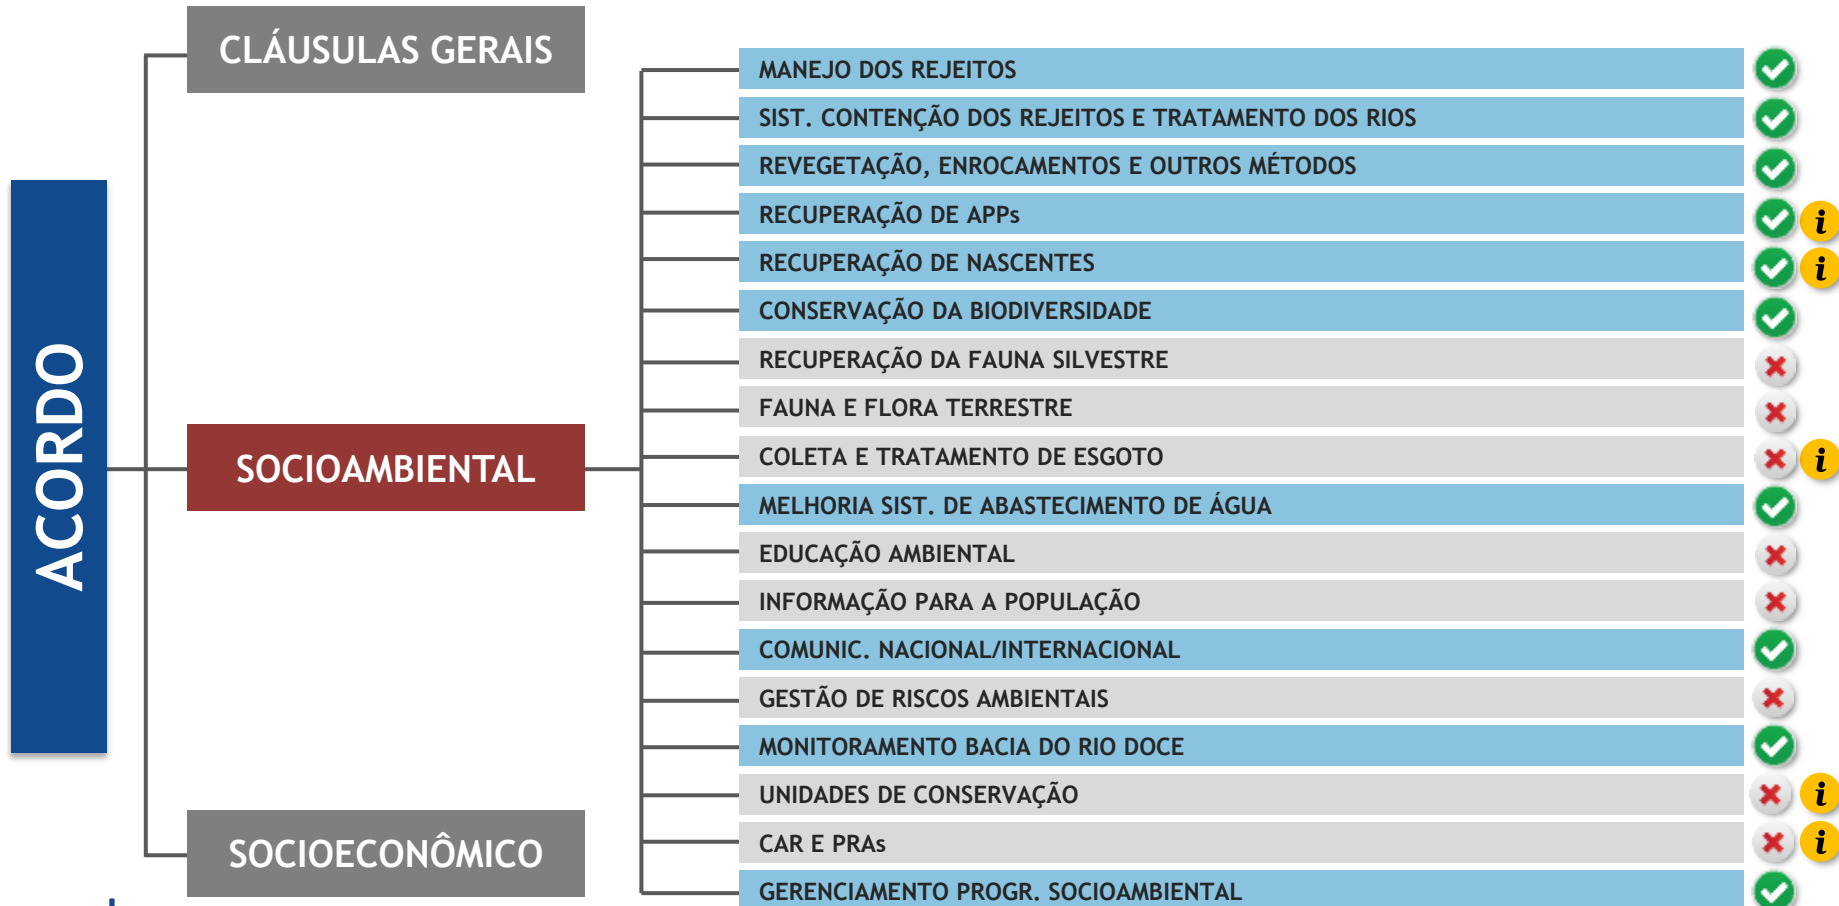 ACORDO
CLÁUSULAS GERAIS
SOCIOAMBIENTAL
SOCIOECONÔMICO
MANEJO DOS REJEITOS
SIST. CONTENÇÃO DOS REJEITOS E TRATAMENTO DOS RIOS
REVEGETAÇÃO, ENROCAMENTOS E OUTROS MÉTODOS
RECUPERAÇÃO DE APPs
i
RECUPERAÇÃO DE NASCENTES
i
CONSERVAÇÃO DA BIODIVERSIDADE
RECUPERAÇÃO DA FAUNA SILVESTRE
FAUNA E FLORA TERRESTRE
COLETA E TRATAMENTO DE ESGOTO
i
MELHORIA SIST. DE ABASTECIMENTO DE ÁGUA
EDUCAÇÃO AMBIENTAL
INFORMAÇÃO PARA A POPULAÇÃO
COMUNIC. NACIONAL/INTERNACIONAL
GESTÃO DE RISCOS AMBIENTAIS
MONITORAMENTO BACIA DO RIO DOCE
UNIDADES DE CONSERVAÇÃO
i
CAR E PRAs
i
GERENCIAMENTO PROGR. SOCIOAMBIENTAL